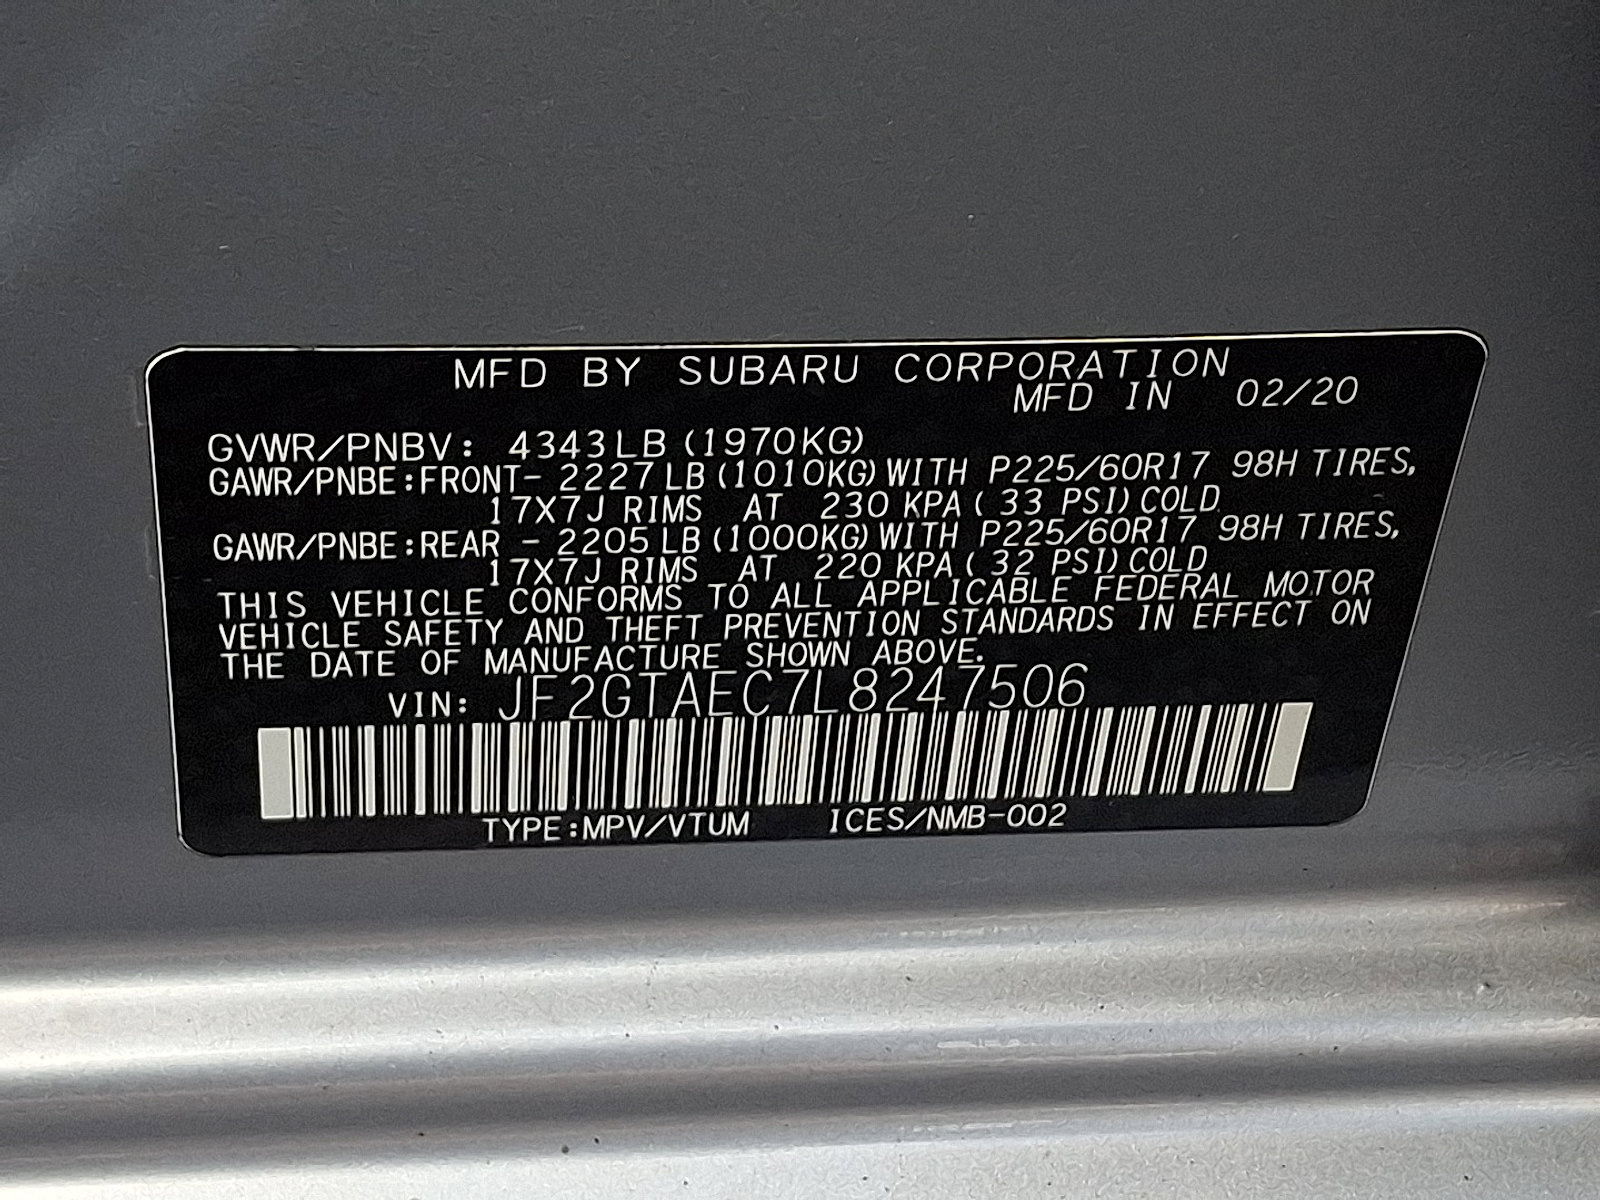 MFD BY SUBARU CORPORATION
MFD IN 02/20
GVWR/PNBV: 4343LB (1970KG)
GAWR/PNBE:FRONT- 2227LB (1010KG) WITH P225/60R17 98H TIRES,
17X7J RIMS AT 230 KPA ( 33 PSI) COLD
GAWR/PNBE:REAR - 2205LB (1000KG) WITH P225/60R17 98H TIRES,
17X7J RIMS AT 220 KPA ( 32 PSI) COLD
THIS VEHICLE CONFORMS TO ALL APPLICABLE FEDERAL MOTOR
VEHICLE SAFETY AND THEFT PREVENTION STANDARDS IN EFFECT ON
THE DATE OF MANUFACTURE SHOWN ABOVE.
VIN: JF2GTAEC7L8247506
TYPE:MPV/VTUM ICES/NMB-002